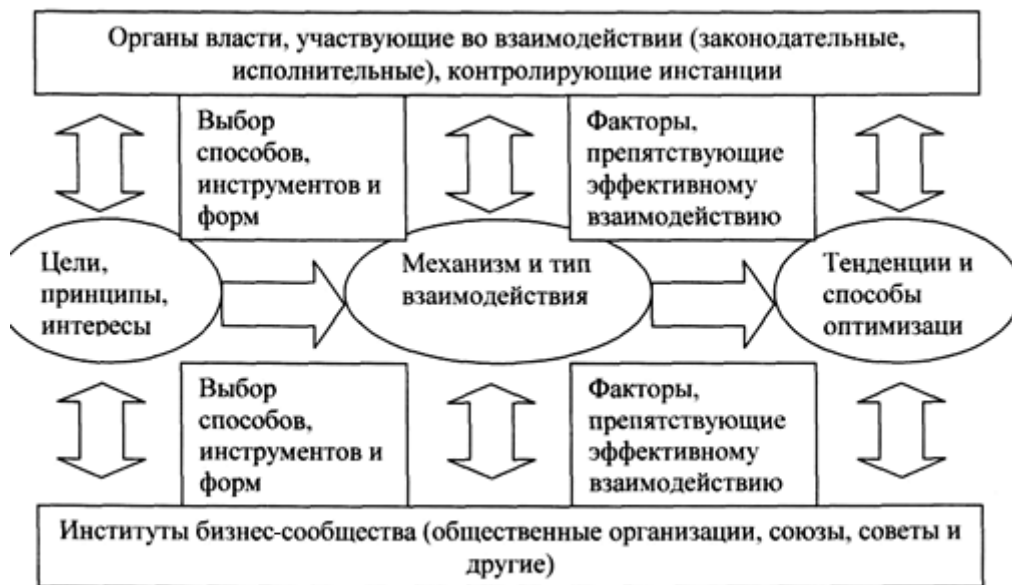 Органы власти, участвующие во взаимодействии (законодательные,
исполнительные), контролирующие инстанции
Выбор
способов,
инструментов и
форм
Факторы,
препятствующие
эффективному
взаимодействию
Цели,
принципы,
интересы
Механизм и тип
взаимодействия
Тенденции и
способы
оптимизаци
Выбор
способов,
инструментов и
форм
Факторы,
препятствующие
эффективному
взаимодействию
Институты бизнес-сообщества (общественные организации, союзы, советы и
другие)